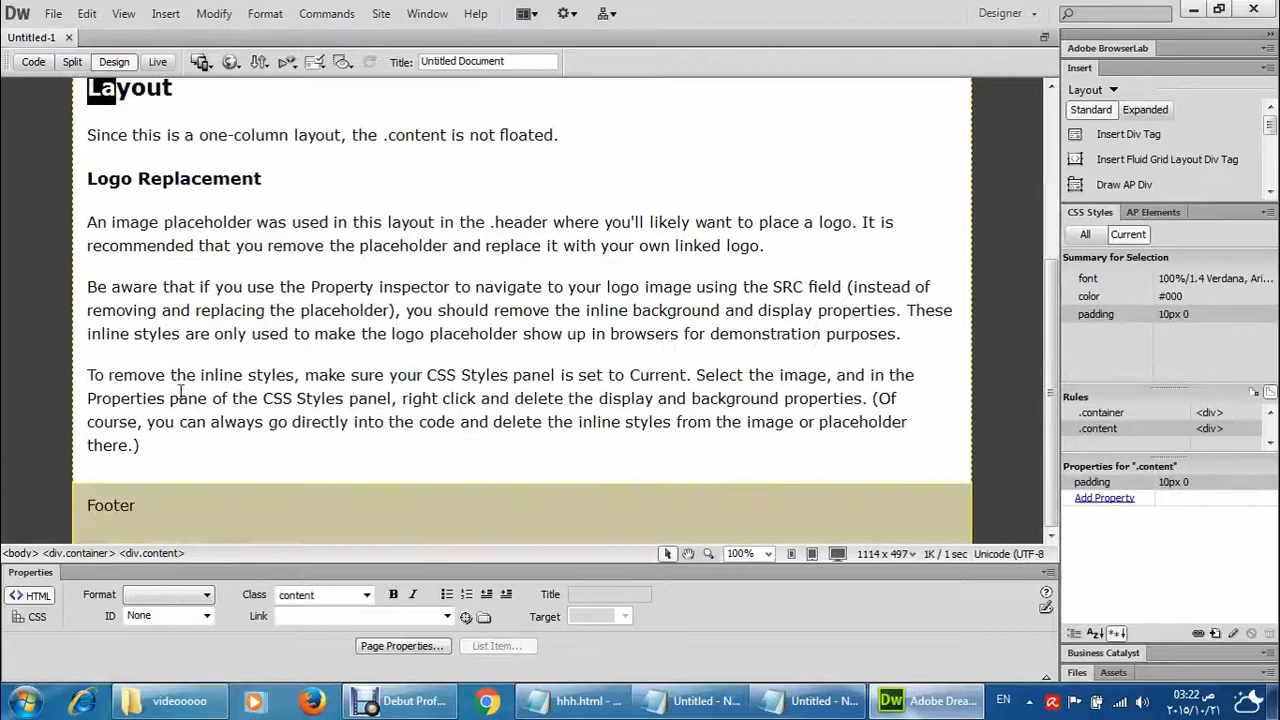 Dw File Edit View Insert Modify Format Commands Site Window Help Designer
Untitled-1
Code Split Design Live Title: Untitled Document
Layout
Since this is a one-column layout, the .content is not floated.
Logo Replacement
An image placeholder was used in this layout in the .header where you'll likely want to place a logo. It is
recommended that you remove the placeholder and replace it with your own linked logo.
Be aware that if you use the Property inspector to navigate to your logo image using the SRC field (instead of
removing and replacing the placeholder), you should remove the inline background and display properties. These
inline styles are only used to make the logo placeholder show up in browsers for demonstration purposes.
To remove the inline styles, make sure your CSS Styles panel is set to Current. Select the image, and in the
Properties pane of the CSS Styles panel, right click and delete the display and background properties. (Of
course, you can always go directly into the code and delete the inline styles from the image or placeholder
there.)
Footer
<body> <div.container> <div.content> 100% 1114 x 497 1K / 1 sec Unicode (UTF-8
Properties
HTML Format Class content B I Title
CSS ID None Link Target
Page Properties... List Item...
Adobe BrowserLab
Insert
Layout
Standard Expanded
Insert Div Tag
Insert Fluid Grid Layout Div Tag
Draw AP Div
CSS Styles AP Elements
All Current
Summary for Selection
font 100%/1.4 Verdana, Ari...
color #000
padding 10px 0
Rules
.container <div>
.content <div>
Properties for ".content"
padding 10px 0
Add Property
Business Catalyst
Files Assets
videooooo Debut Prof... hhh.html - ... Untitled - N... Untitled - N... Dw Adobe Drea... EN 03:22 ص
٢٠١٥/١٠/٢١